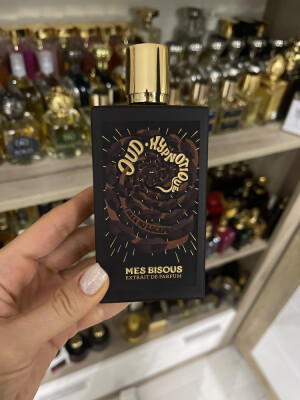 OUD · HYPNOTIQUE
MES BISOUS
EXTRAIT DE PARFUM